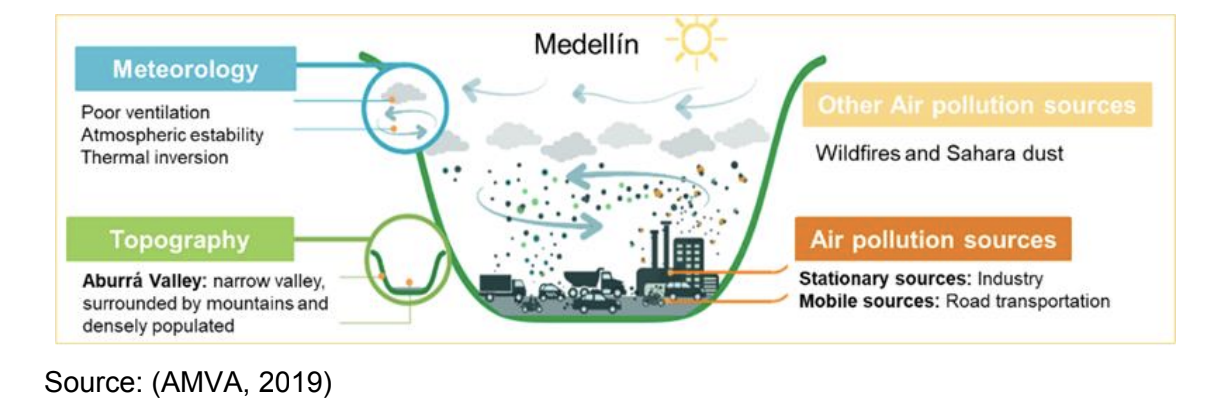 Medellín
Meteorology
Poor ventilation
Atmospheric estability
Thermal inversion
Topography
Aburrá Valley: narrow valley,
surrounded by mountains and
densely populated
Other Air pollution sources
Wildfires and Sahara dust
Air pollution sources
Stationary sources: Industry
Mobile sources: Road transportation
Source: (AMVA, 2019)